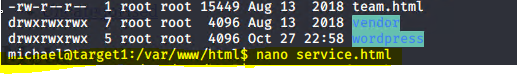 -rw-r--r-- 1 root root 15449 Aug 13 2018 team.html
drwxrwxrwx 7 root root 4096 Aug 13 2018 vendor
drwxrwxrwx 5 root root 4096 Oct 27 22:58 wordpress
michael@target1:/var/www/html$ nano service.html